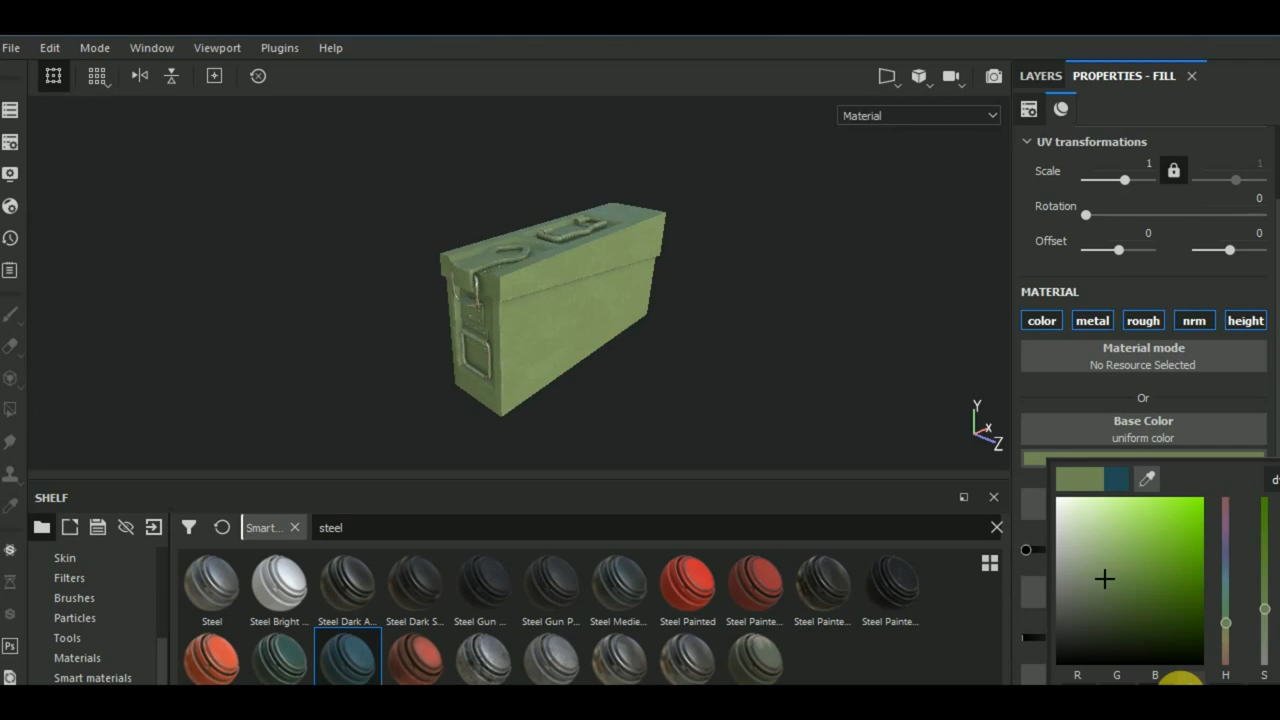 File Edit Mode Window Viewport Plugins Help
LAYERS PROPERTIES - FILL
Material
UV transformations
Scale 1 1
Rotation 0
Offset 0 0
MATERIAL
color metal rough nrm height
Material mode
No Resource Selected
Or
Base Color
uniform color
Y
X
Z
SHELF
Smart... steel
Skin
Filters
Brushes
Particles
Tools
Materials
Smart materials
Steel Steel Bright ... Steel Dark A... Steel Dark S... Steel Gun ... Steel Gun P... Steel Medie... Steel Painted Steel Painte... Steel Painte... Steel Painte...
R G B H S
Ps